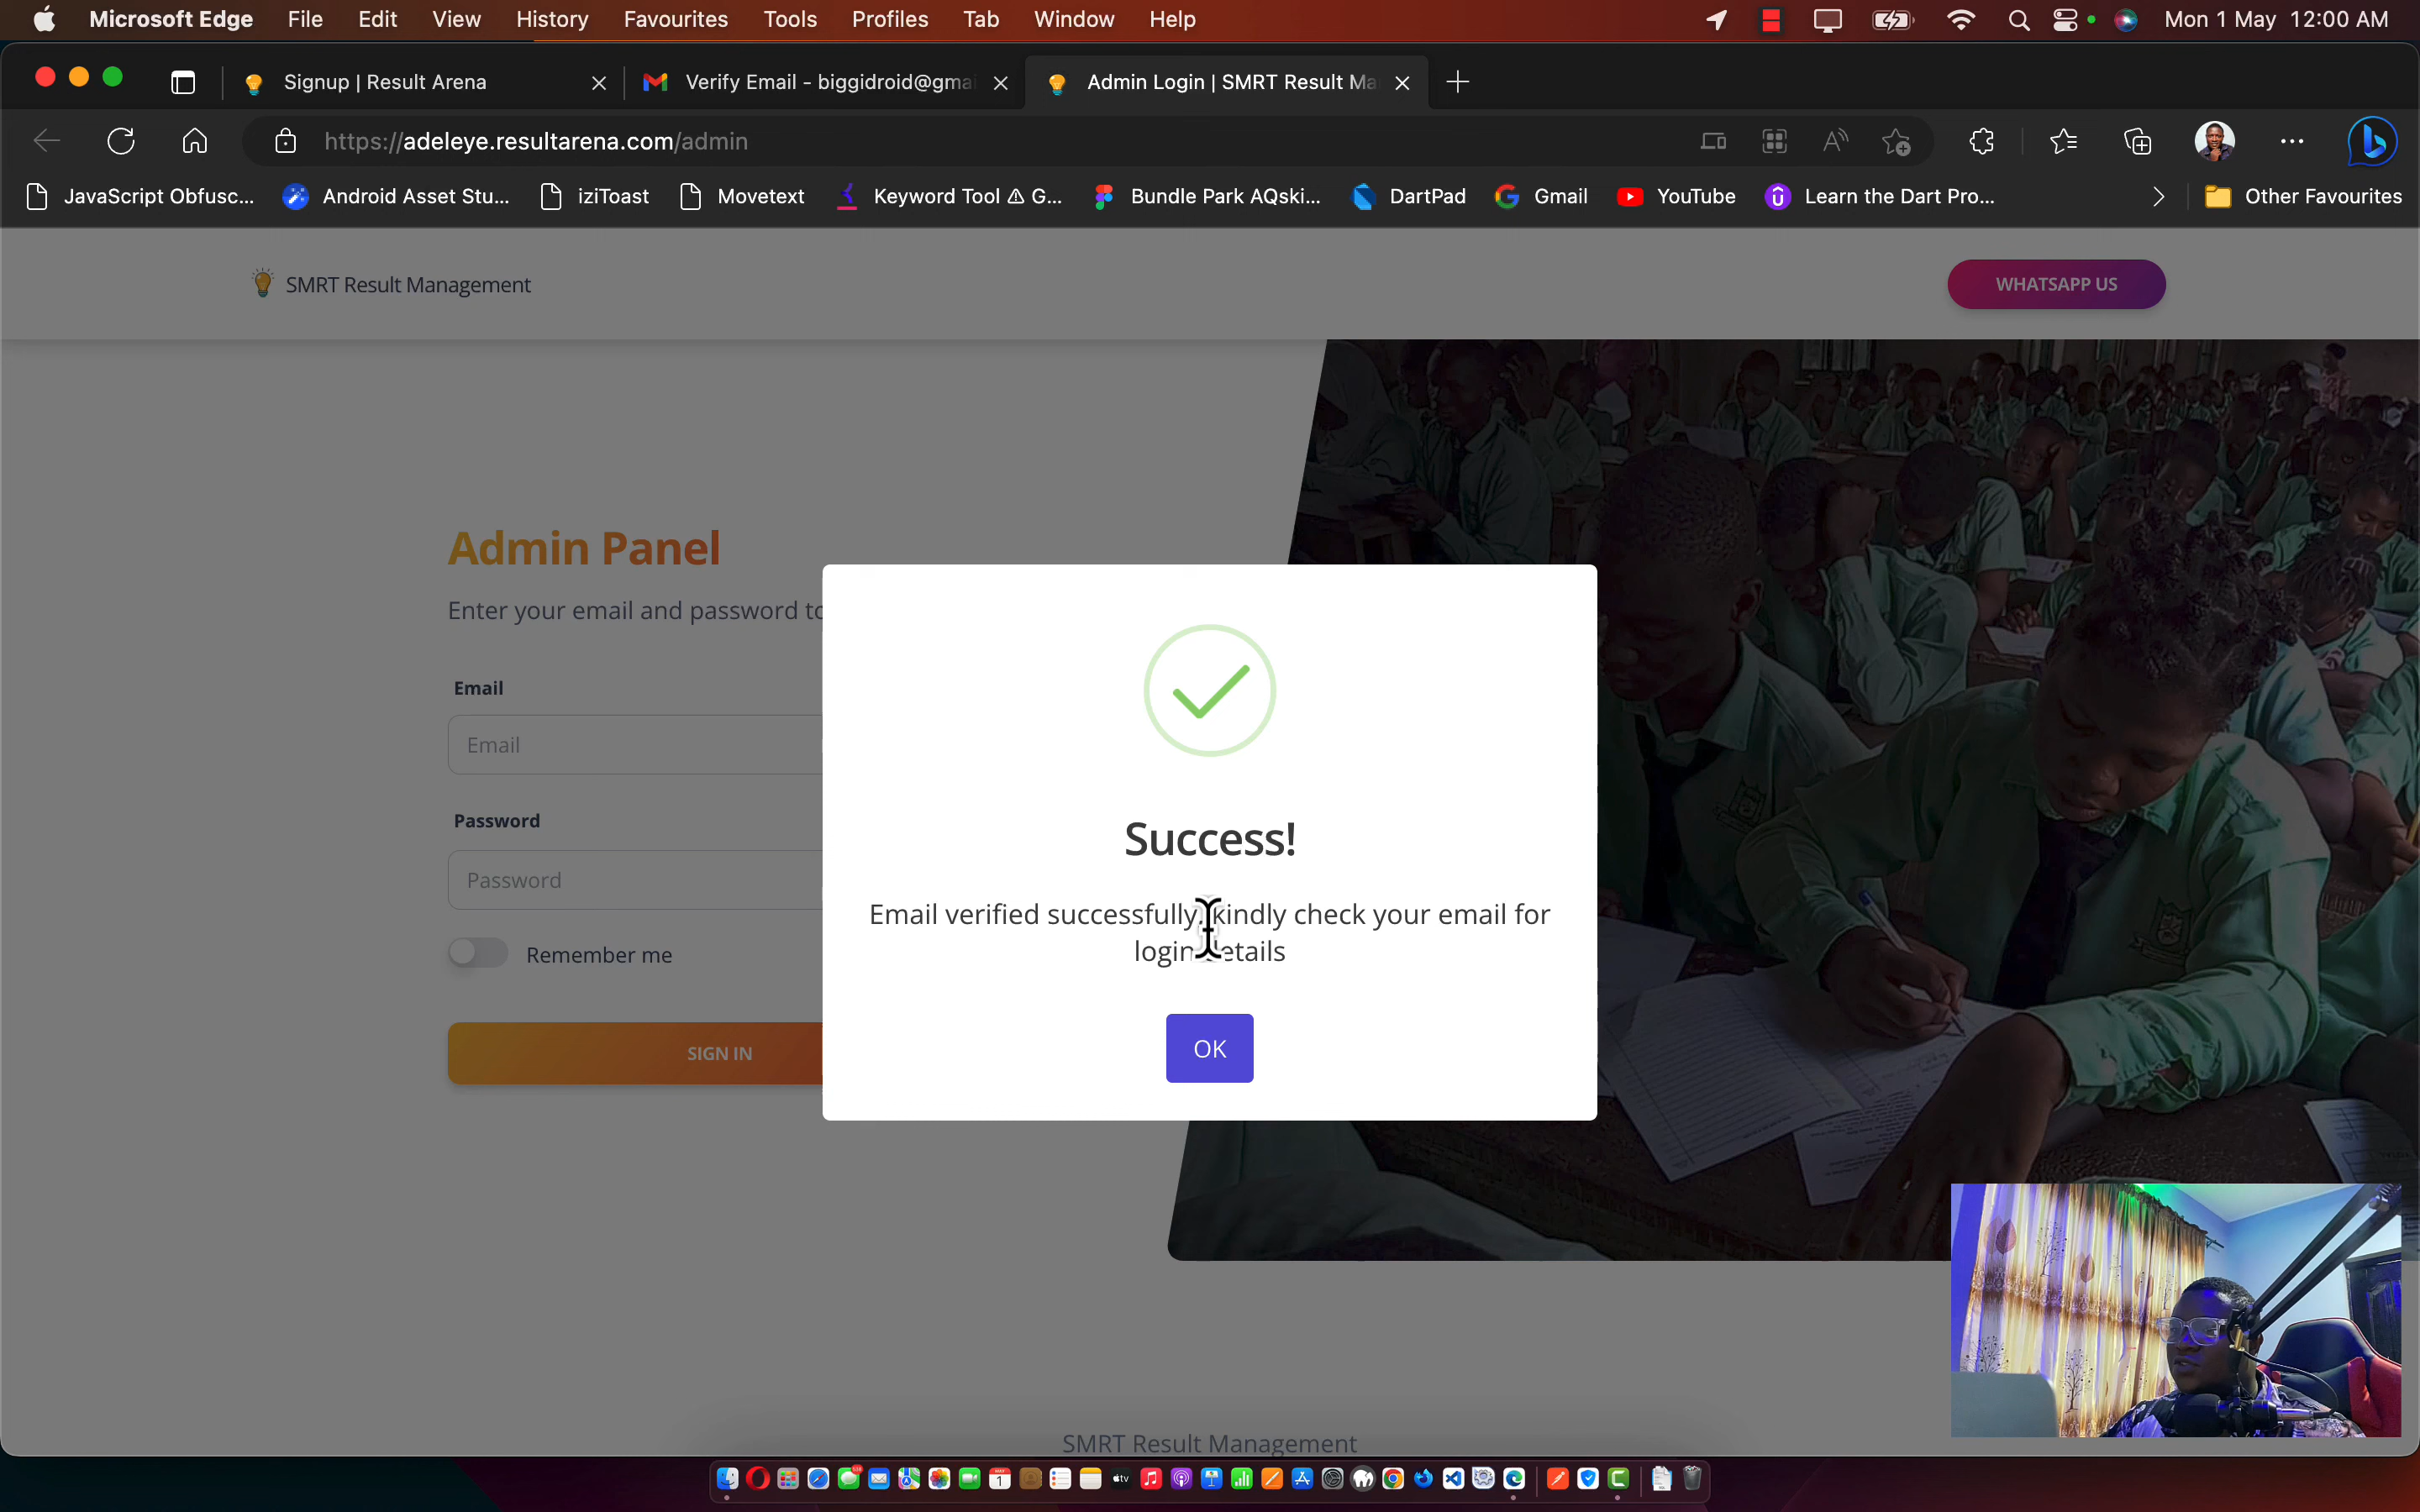 Microsoft Edge File Edit View History Favourites Tools Profiles Tab Window Help Mon 1 May 12:00 AM
Signup | Result Arena Verify Email - biggidroid@gmai Admin Login | SMRT Result Ma
https://adeleye.resultarena.com/admin
JavaScript Obfusc... Android Asset Stu... iziToast Movetext Keyword Tool ⚠ G... Bundle Park AQski... DartPad Gmail YouTube Learn the Dart Pro... Other Favourites
SMRT Result Management WHATSAPP US
Admin Panel
Enter your email and password to
Email
Email
Password
Password
Remember me
SIGN IN
Success!
Email verified successfully, kindly check your email for
login details
OK
SMRT Result Management